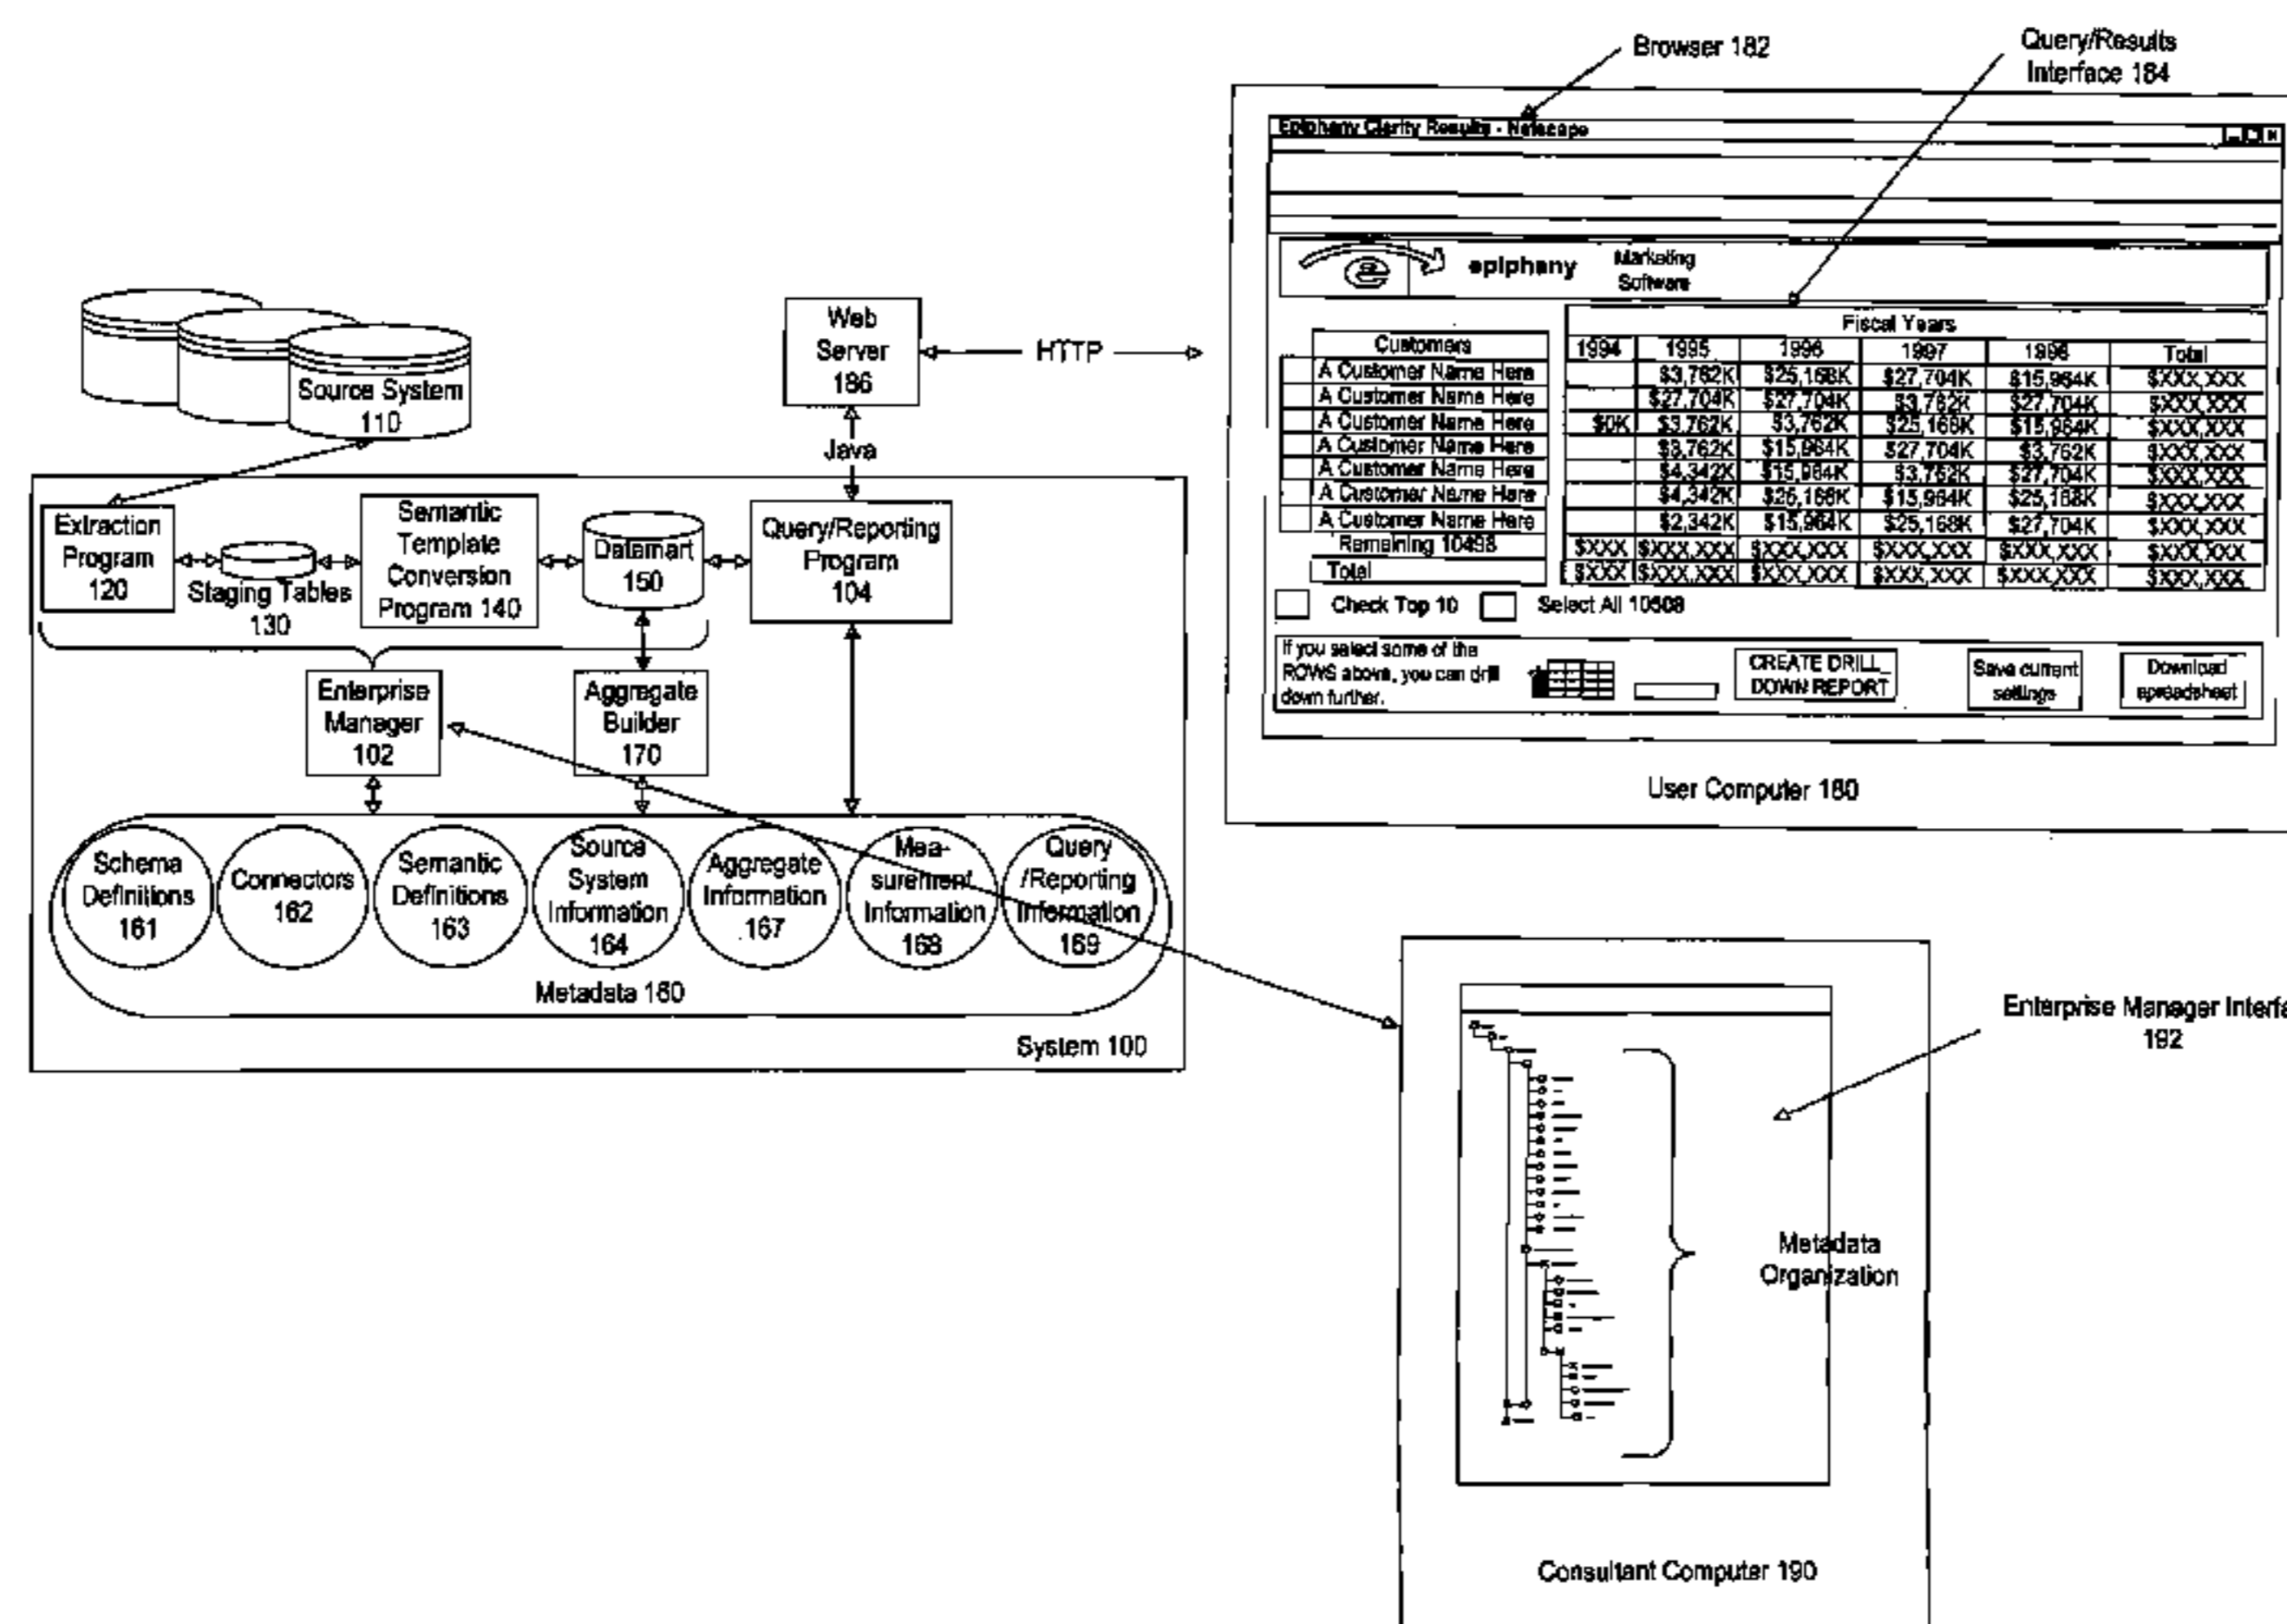 Browser 182
Query/Results
Interface 184
Epiphany Clarity Results - Netscape
epiphany
Marketing
Software
Fiscal Years
Customers 1994 1995 1996 1997 1998 Total
A Customer Name Here $3,762K $25,168K $27,704K $15,964K $XXX,XXX
A Customer Name Here $27,704K $27,704K $3,762K $27,704K $XXX,XXX
A Customer Name Here $0K $3,762K $3,762K $25,168K $15,964K $XXX,XXX
A Customer Name Here $3,762K $15,964K $27,704K $3,762K $XXX,XXX
A Customer Name Here $4,342K $15,964K $3,762K $27,704K $XXX,XXX
A Customer Name Here $4,342K $25,168K $15,964K $25,168K $XXX,XXX
A Customer Name Here $2,342K $15,964K $25,168K $27,704K $XXX,XXX
Remaining 10498 $XXX $XXX,XXX $XXX,XXX $XXX,XXX $XXX,XXX $XXX,XXX
Total $XXX $XXX,XXX $XXX,XXX $XXX,XXX $XXX,XXX $XXX,XXX
Check Top 10
Select All 10508
If you select some of the
ROWS above, you can drill
down further.
CREATE DRILL
DOWN REPORT
Save current
settings
Download
spreadsheet
User Computer 180
Source System
110
Web
Server
186
HTTP
Java
Extraction
Program
120
Staging Tables
130
Semantic
Template
Conversion
Program 140
Datamart
150
Query/Reporting
Program
104
Enterprise
Manager
102
Aggregate
Builder
170
Schema
Definitions
161
Connectors
162
Semantic
Definitions
163
Source
System
Information
164
Aggregate
Information
167
Mea-
surement
Information
168
Query
/Reporting
Information
169
Metadata 160
System 100
Enterprise Manager Interfa
192
Metadata
Organization
Consultant Computer 190